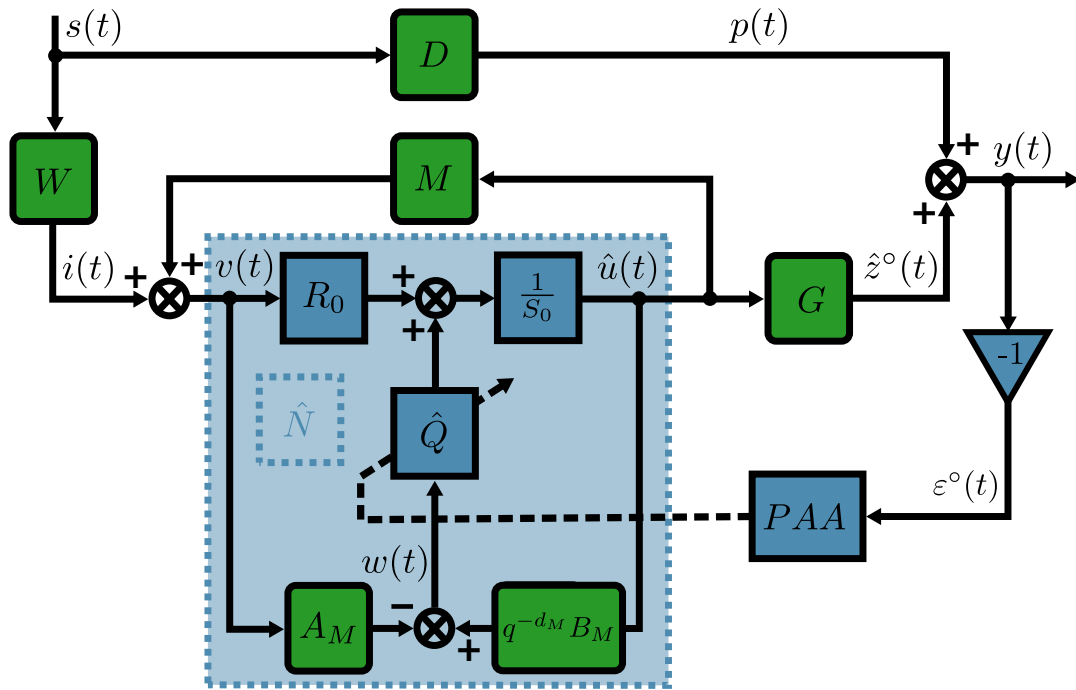 s(t)
D
p(t)
W
M
+
y(t)
+
i(t)
+
+
v(t)
R₀
+
+
1/S₀
û(t)
G
ẑ°(t)
-1
N̂
Q̂
ε°(t)
PAA
w(t)
A_M
−
+
q^{-d_M} B_M